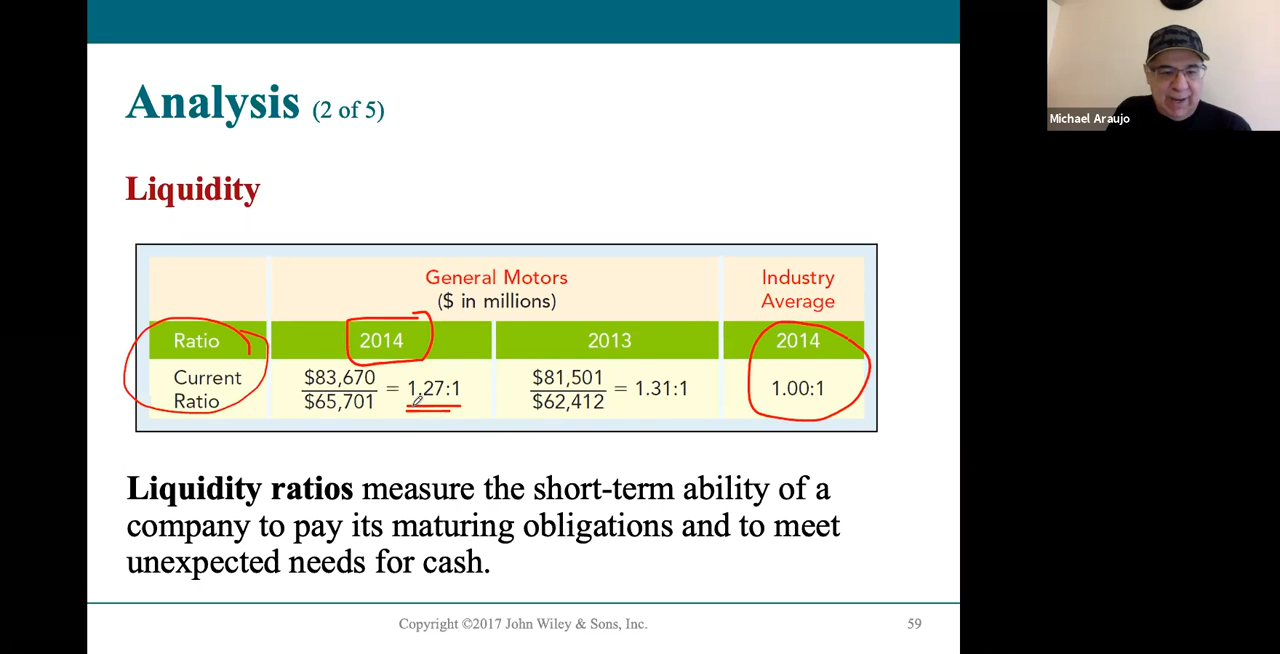 Analysis (2 of 5)
Michael Araujo
Liquidity
General Motors
($ in millions)
Industry
Average
Ratio
2014
2013
2014
Current
Ratio
$83,670
$65,701
= 1.27:1
$81,501
$62,412
= 1.31:1
1.00:1
Liquidity ratios measure the short-term ability of a
company to pay its maturing obligations and to meet
unexpected needs for cash.
Copyright ©2017 John Wiley & Sons, Inc.
59